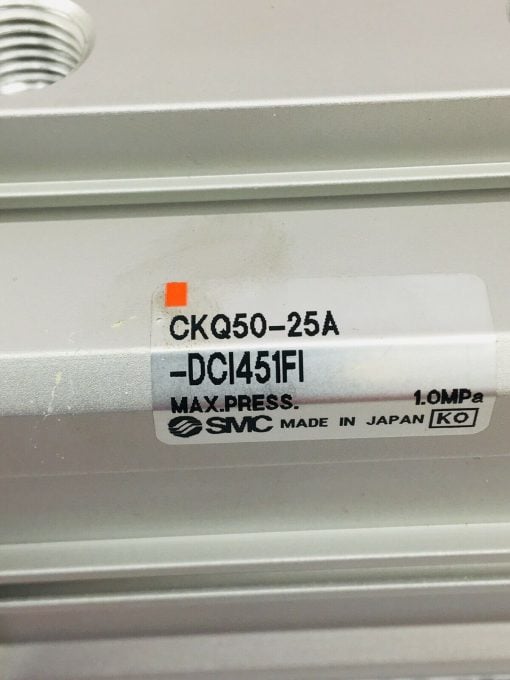 CKQ50-25A
-DCI451FI
MAX.PRESS. 1.0MPa
SMC MADE IN JAPAN KO